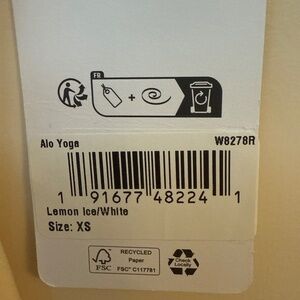 FR
+
Alo Yoga W8278R
1 91677 48224 1
Lemon Ice/White
Size: XS
FSC RECYCLED Paper FSC® C117781
Check Locally